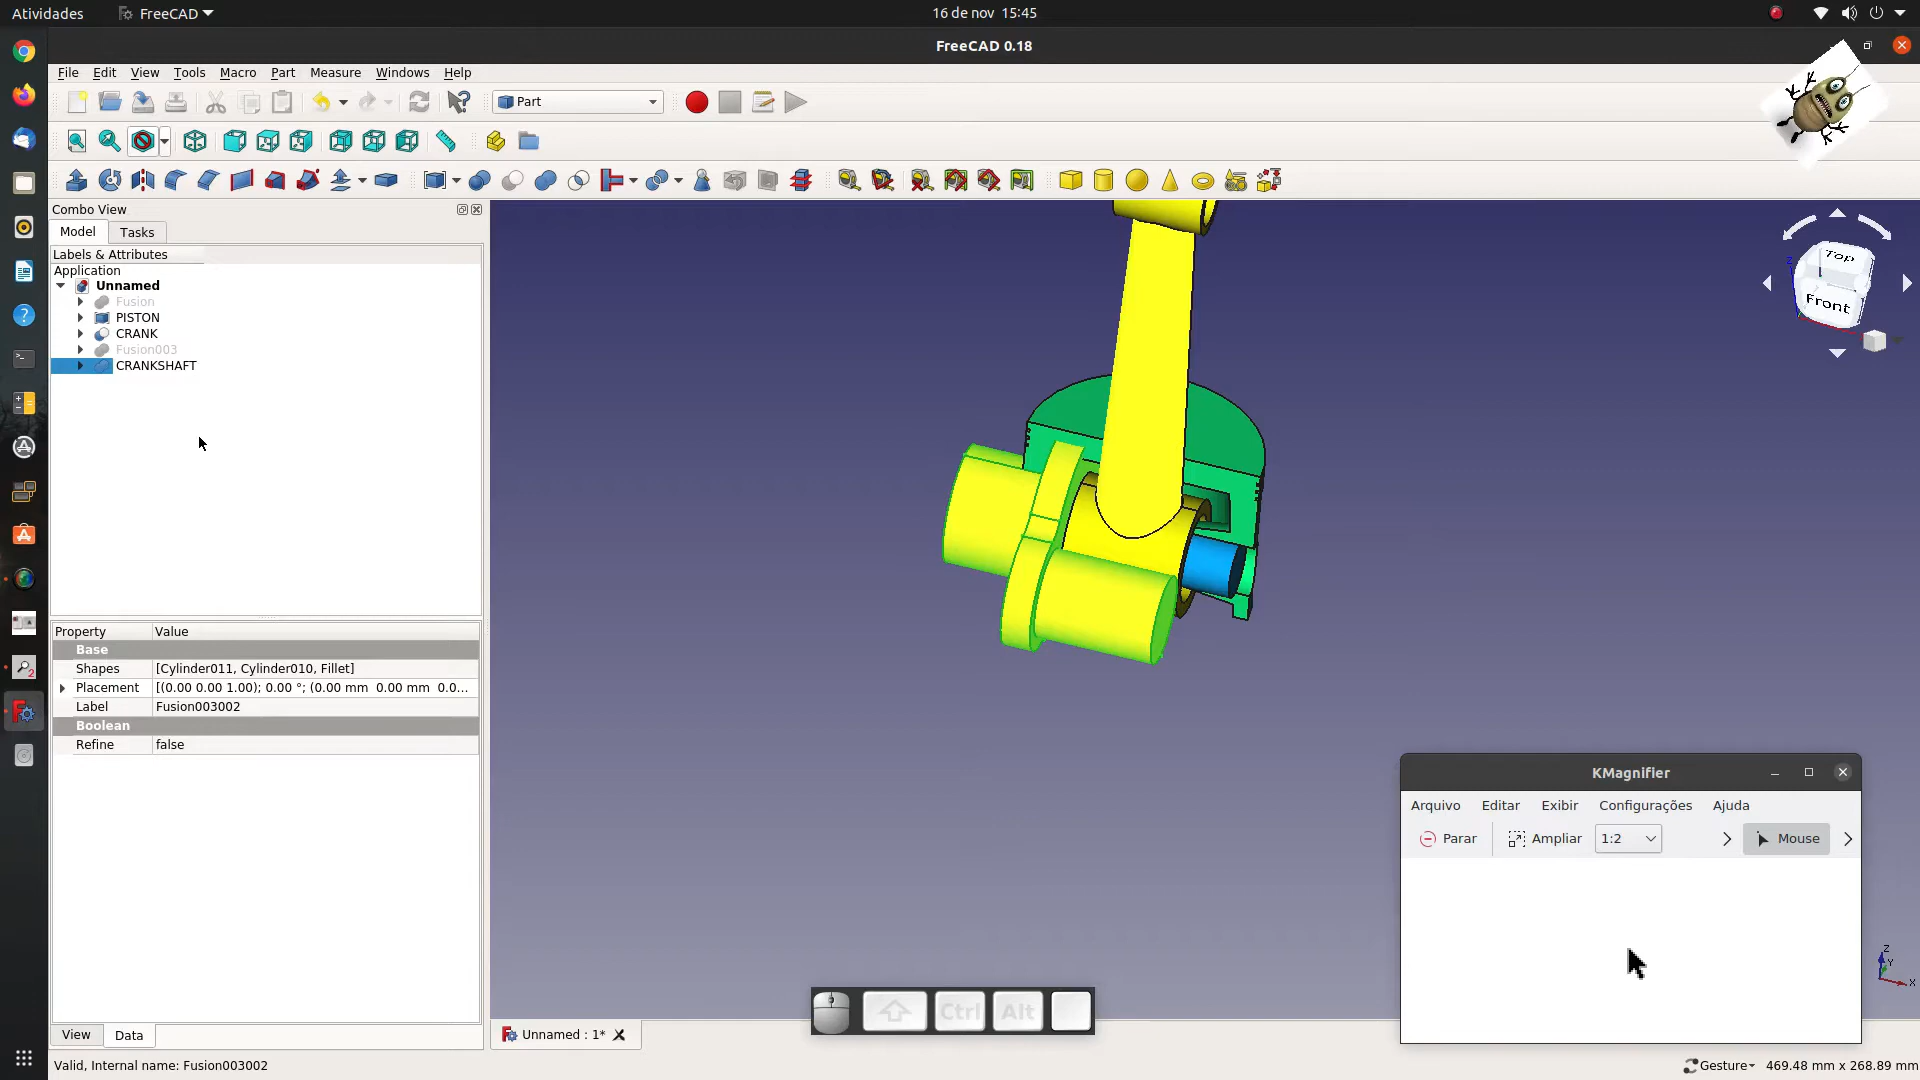 Atividades
FreeCAD
16 de nov 15:45
FreeCAD 0.18
File Edit View Tools Macro Part Measure Windows Help
Part
Combo View
Model Tasks
Labels & Attributes
Application
Unnamed
Fusion
PISTON
CRANK
Fusion003
CRANKSHAFT
Top
Front
Z
Property Value
Base
Shapes [Cylinder011, Cylinder010, Fillet]
Placement [(0.00 0.00 1.00); 0.00 °; (0.00 mm 0.00 mm 0.0...
Label Fusion003002
Boolean
Refine false
KMagnifier
Arquivo Editar Exibir Configurações Ajuda
Parar Ampliar 1:2 Mouse
Z
Y
X
Ctrl Alt
View Data
Unnamed : 1*
Valid, Internal name: Fusion003002
Gesture 469.48 mm x 268.89 mm